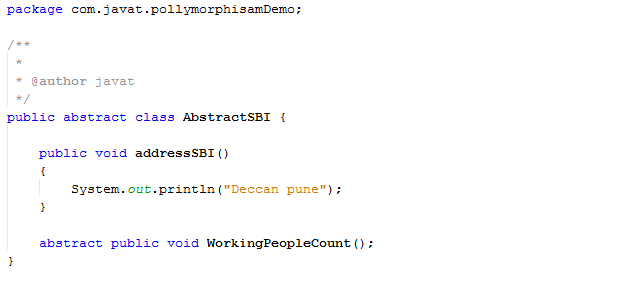 package com.javat.pollymorphisamDemo;
/**
 *
 * @author javat
 */
public abstract class AbstractSBI {
    public void addressSBI()
    {
        System.out.println("Deccan pune");
    }
    abstract public void WorkingPeopleCount();
}